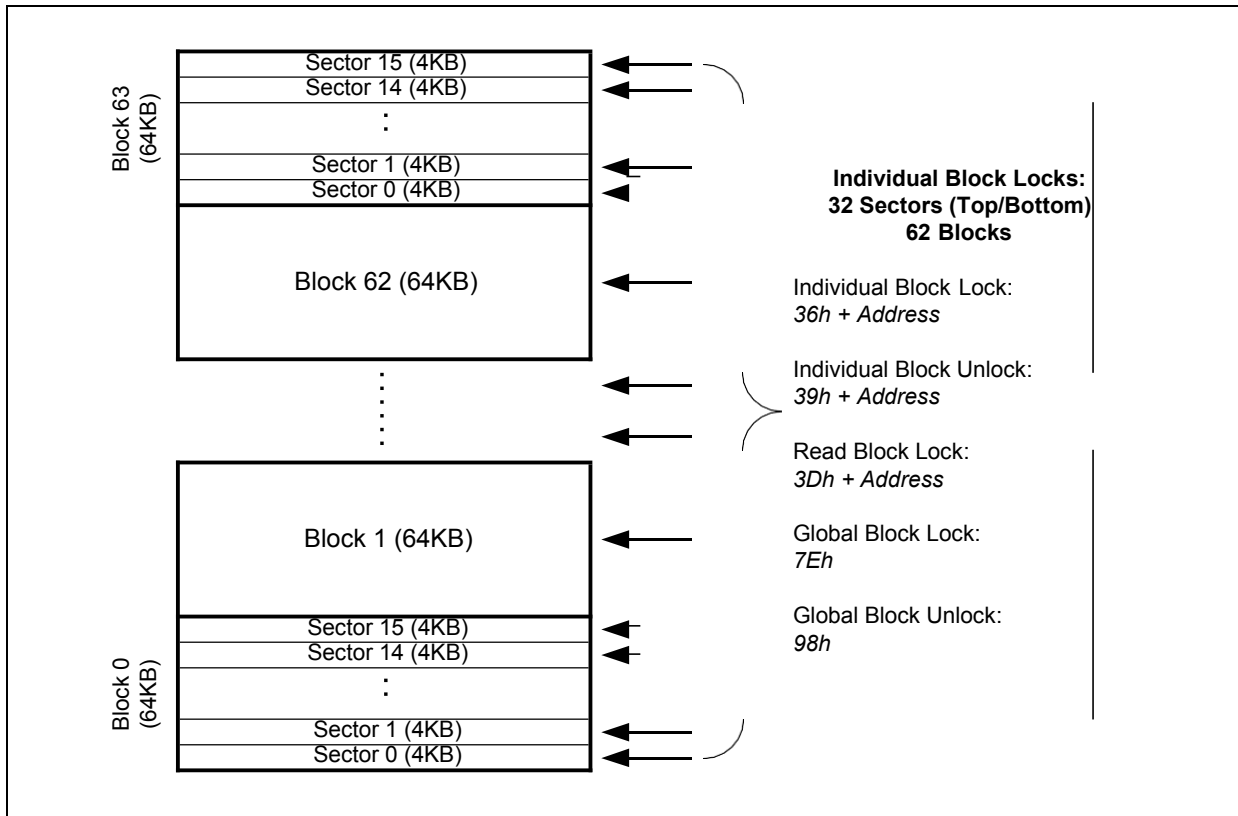 Block 63
(64KB)
Sector 15 (4KB)
Sector 14 (4KB)
:
Sector 1 (4KB)
Sector 0 (4KB)
Block 62 (64KB)
Block 1 (64KB)
Block 0
(64KB)
Sector 15 (4KB)
Sector 14 (4KB)
:
Sector 1 (4KB)
Sector 0 (4KB)
Individual Block Locks:
32 Sectors (Top/Bottom)
62 Blocks
Individual Block Lock:
36h + Address
Individual Block Unlock:
39h + Address
Read Block Lock:
3Dh + Address
Global Block Lock:
7Eh
Global Block Unlock:
98h